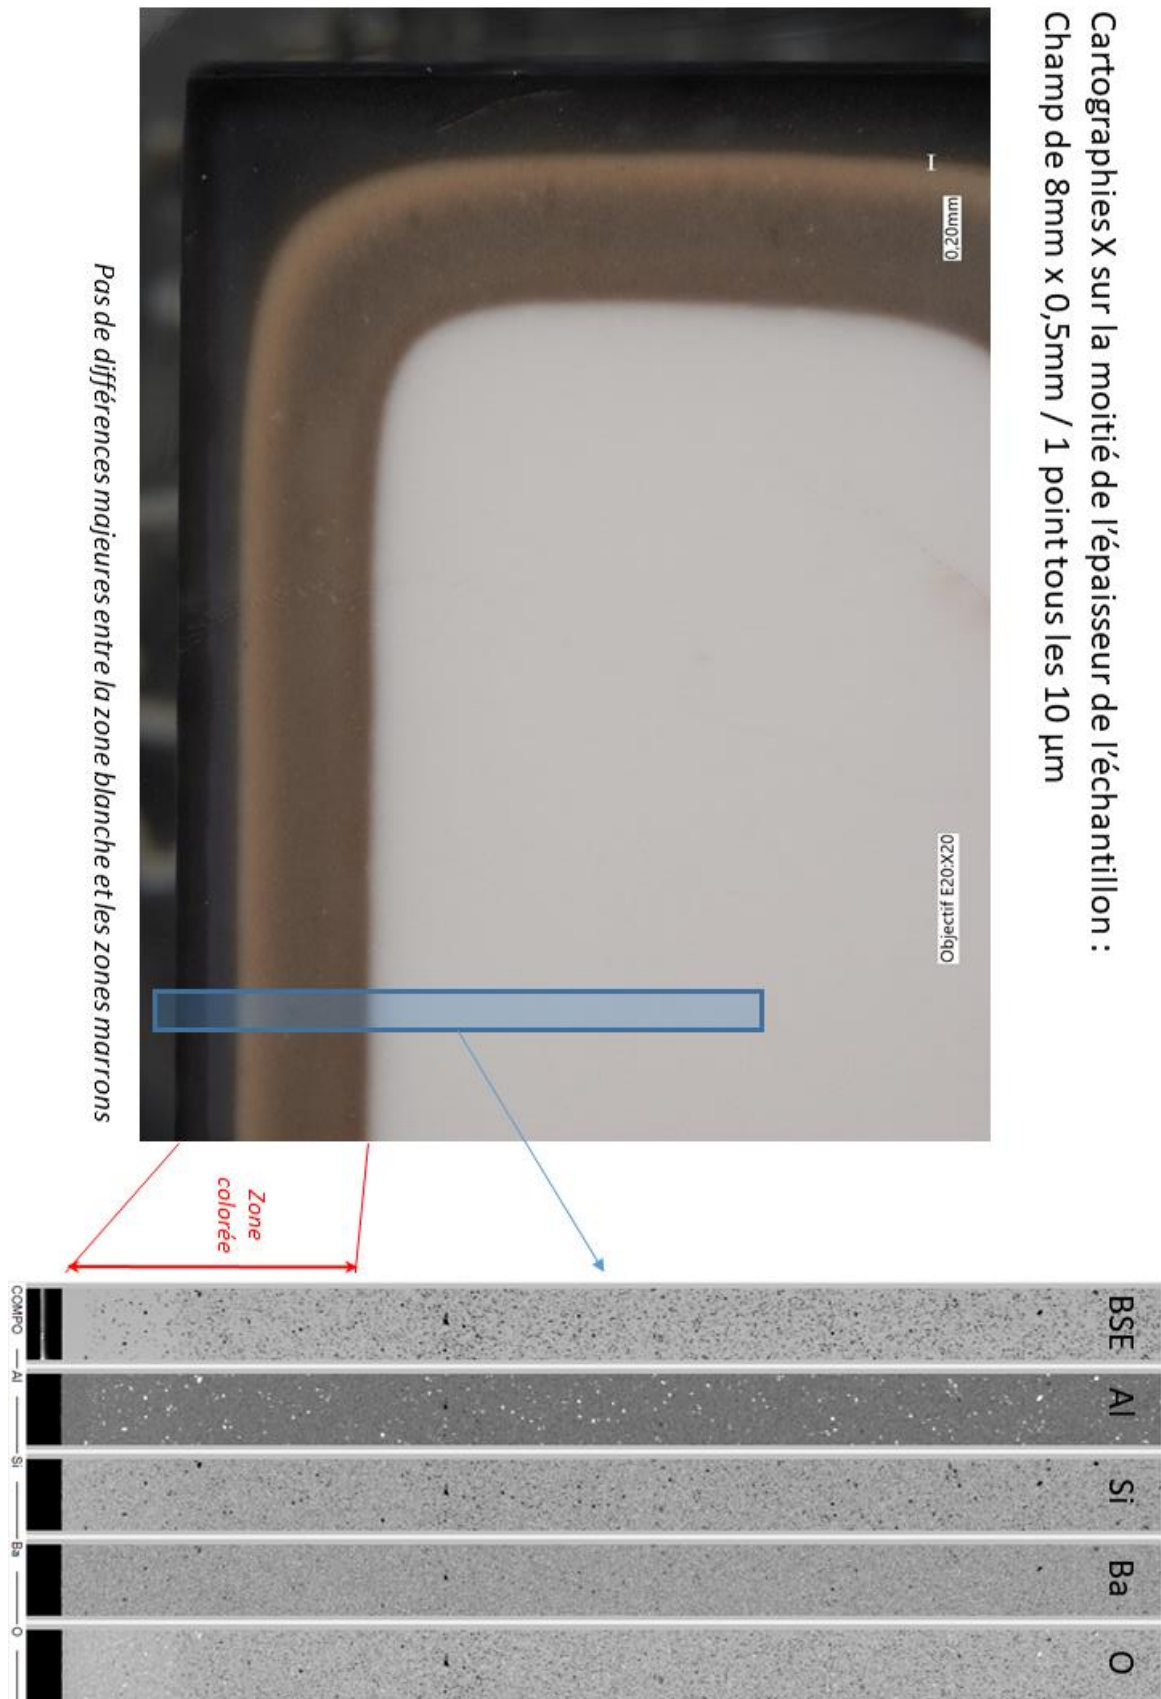 Cartographies X sur la moitié de l'épaisseur de l'échantillon :
Champ de 8mm x 0,5mm / 1 point tous les 10 µm
0,20mm
Objectif E20:X20
Pas de différences majeures entre la zone blanche et les zones marrons
Zone
colorée
BSE
Al
Si
Ba
O
COMPO
Al
Si
Ba
O